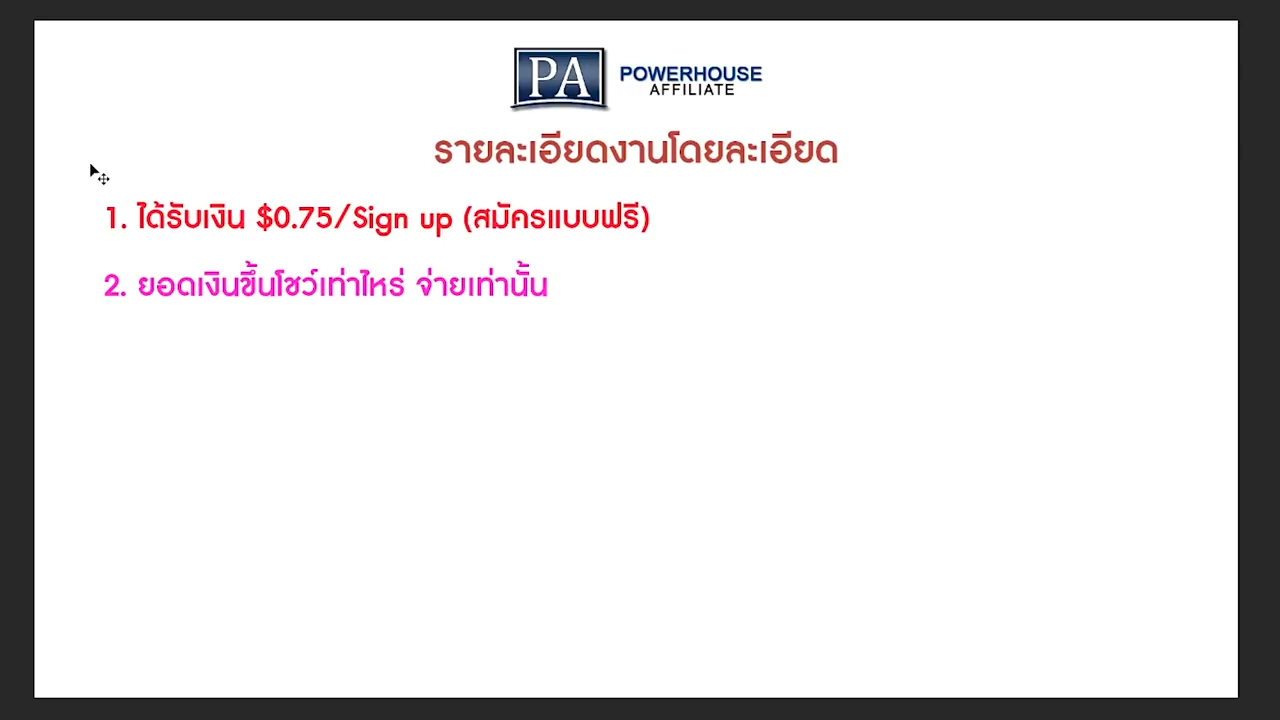 PA POWERHOUSE
AFFILIATE
รายละเอียดงานโดยละเอียด
1. ได้รับเงิน $0.75/Sign up (สมัครแบบฟรี)
2. ยอดเงินขึ้นโชว์เท่าไหร่ จ่ายเท่านั้น